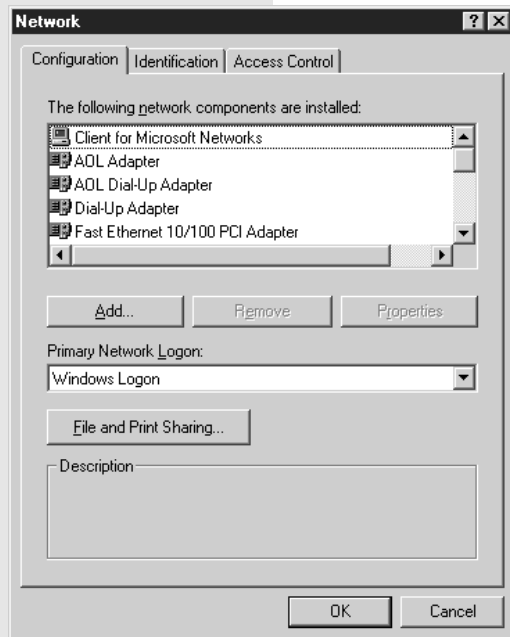 Network
Configuration Identification Access Control
The following network components are installed:
Client for Microsoft Networks
AOL Adapter
AOL Dial-Up Adapter
Dial-Up Adapter
Fast Ethernet 10/100 PCI Adapter
Add... Remove Properties
Primary Network Logon:
Windows Logon
File and Print Sharing...
Description
OK Cancel